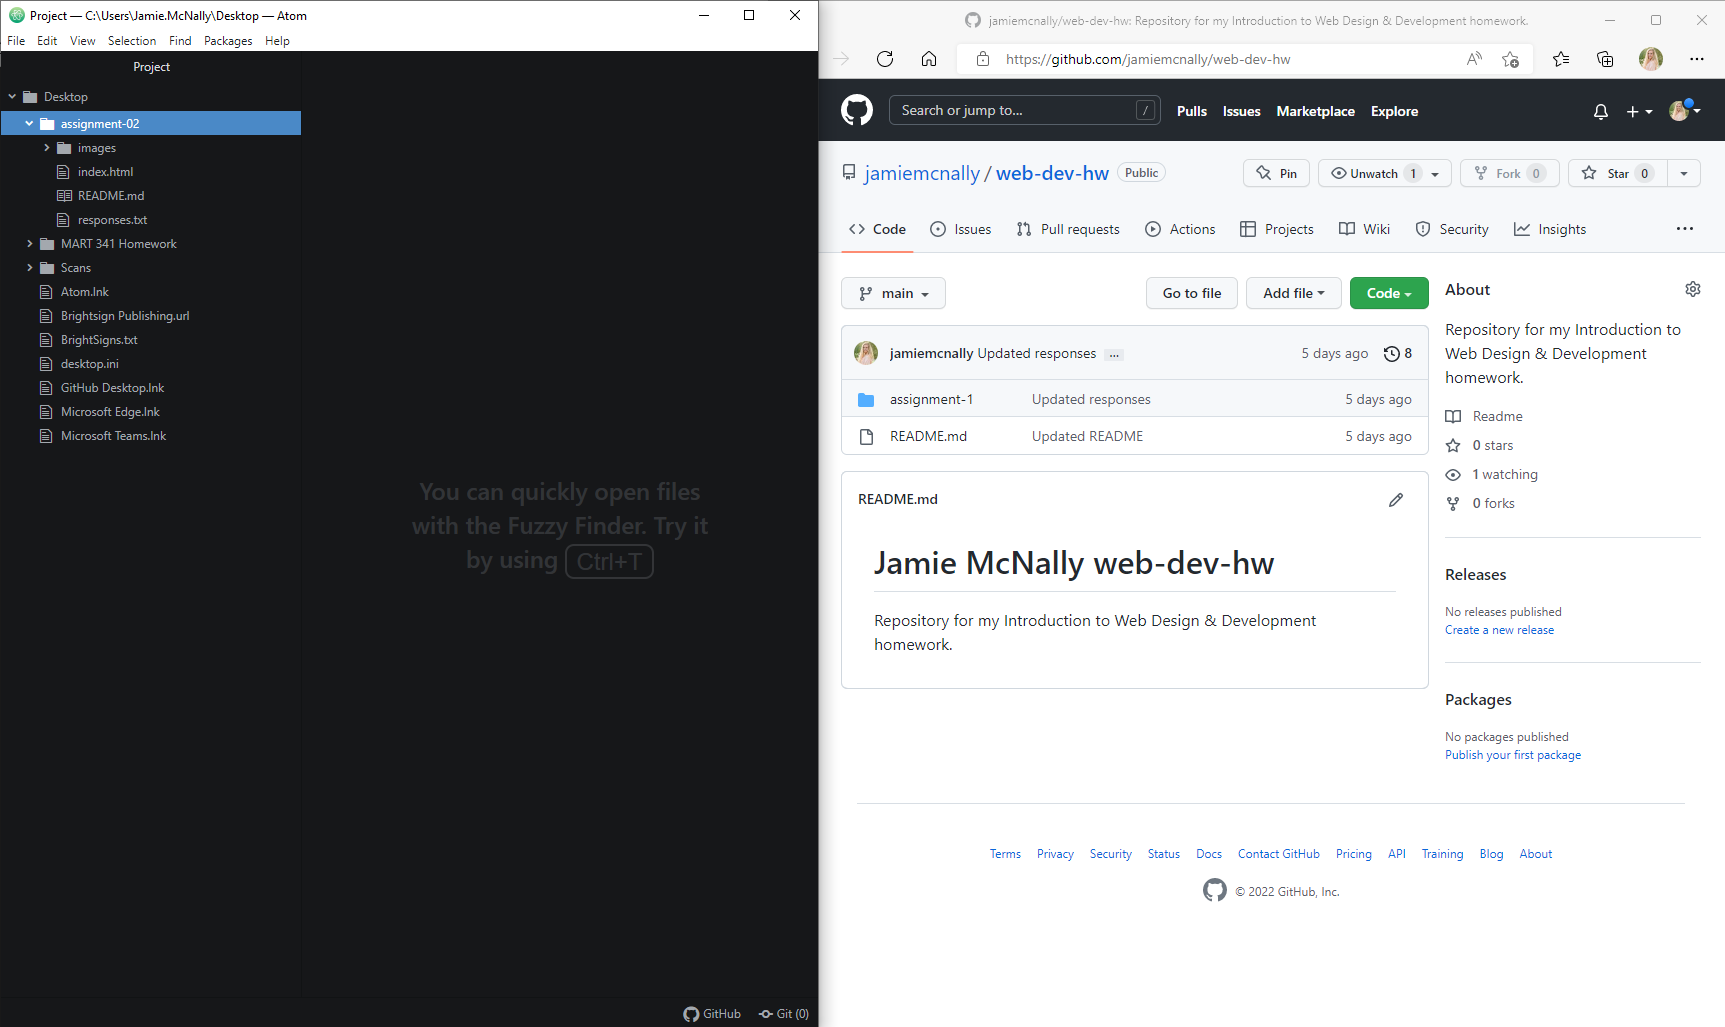 Project — C:\Users\Jamie.McNally\Desktop — Atom
File Edit View Selection Find Packages Help
Project
Desktop
assignment-02
images
index.html
README.md
responses.txt
MART 341 Homework
Scans
Atom.lnk
Brightsign Publishing.url
BrightSigns.txt
desktop.ini
GitHub Desktop.lnk
Microsoft Edge.lnk
Microsoft Teams.lnk
You can quickly open files
with the Fuzzy Finder. Try it
by using Ctrl+T
GitHub Git (0)
jamiemcnally/web-dev-hw: Repository for my Introduction to Web Design & Development homework.
https://github.com/jamiemcnally/web-dev-hw
Search or jump to... / Pulls Issues Marketplace Explore
jamiemcnally / web-dev-hw Public Pin Unwatch 1 Fork 0 Star 0
Code Issues Pull requests Actions Projects Wiki Security Insights
main Go to file Add file Code
jamiemcnally Updated responses ... 5 days ago 8
assignment-1 Updated responses 5 days ago
README.md Updated README 5 days ago
README.md
Jamie McNally web-dev-hw
Repository for my Introduction to Web Design & Development
homework.
About
Repository for my Introduction to
Web Design & Development
homework.
Readme
0 stars
1 watching
0 forks
Releases
No releases published
Create a new release
Packages
No packages published
Publish your first package
Terms Privacy Security Status Docs Contact GitHub Pricing API Training Blog About
© 2022 GitHub, Inc.